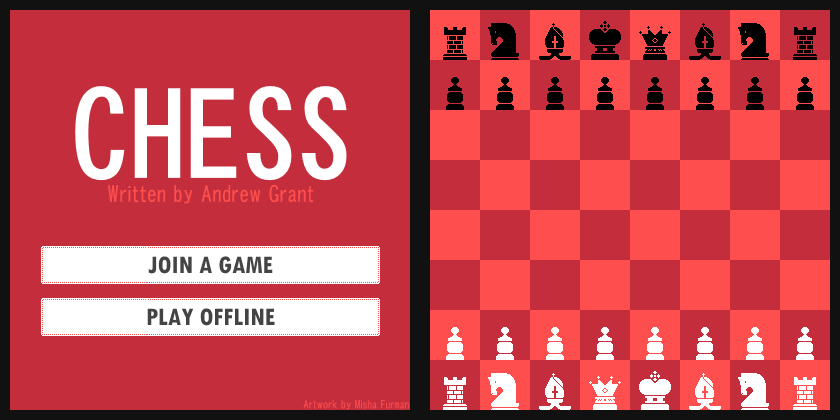 CHESS
Written by Andrew Grant
JOIN A GAME
PLAY OFFLINE
Artwork by Misha Furman